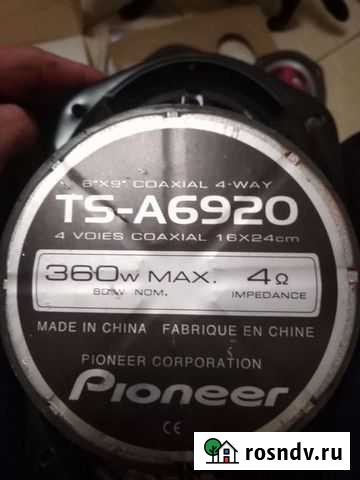 6"X9" COAXIAL 4-WAY
TS-A6920
4 VOIES COAXIAL 16X24cm
360W MAX. 4Ω
80W NOM. IMPEDANCE
MADE IN CHINA FABRIQUE EN CHINE
PIONEER CORPORATION
Pioneer
CE
rosndv.ru